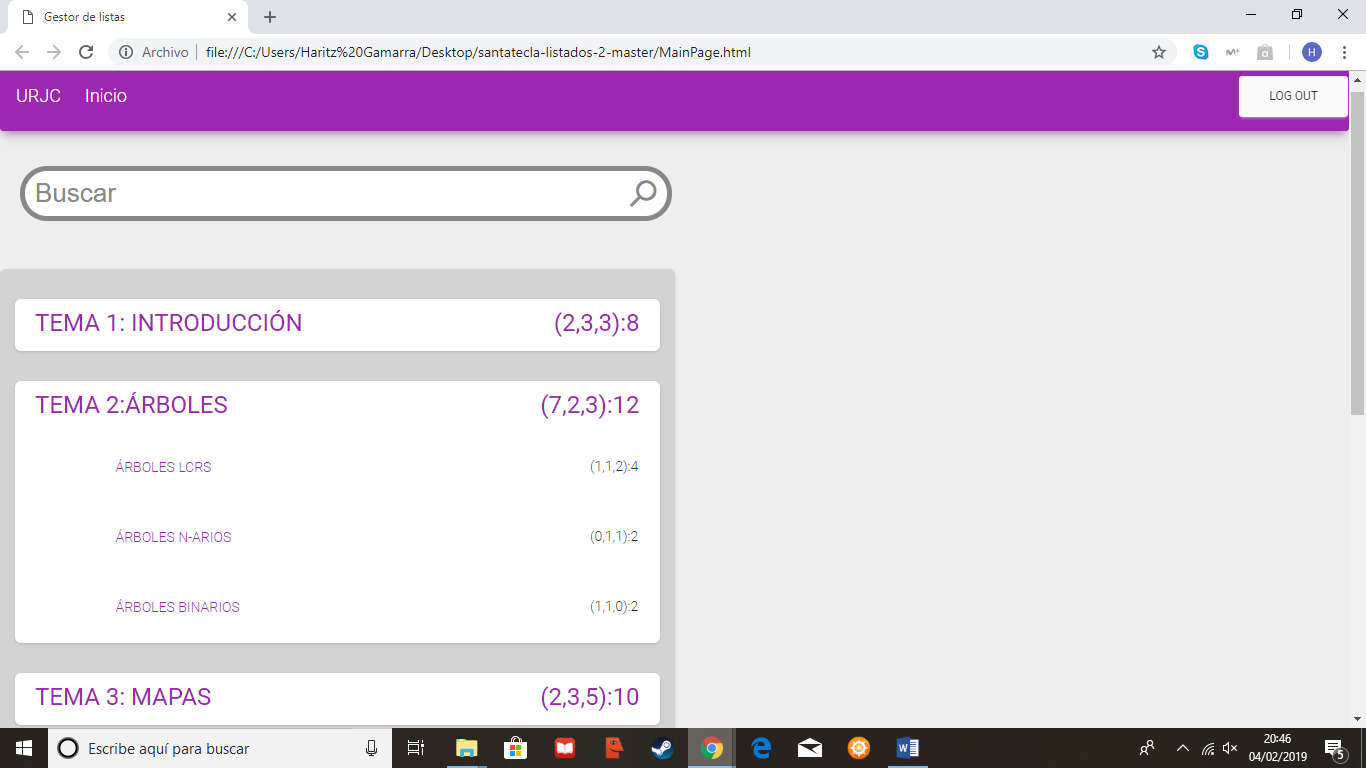 Gestor de listas
Archivo file:///C:/Users/Haritz%20Gamarra/Desktop/santatecla-listados-2-master/MainPage.html
M+
a
H
URJC Inicio LOG OUT
Buscar
TEMA 1: INTRODUCCIÓN (2,3,3):8
TEMA 2:ÁRBOLES (7,2,3):12
ÁRBOLES LCRS (1,1,2):4
ÁRBOLES N-ARIOS (0,1,1):2
ÁRBOLES BINARIOS (1,1,0):2
TEMA 3: MAPAS (2,3,5):10
Escribe aquí para buscar
20:46
04/02/2019
5